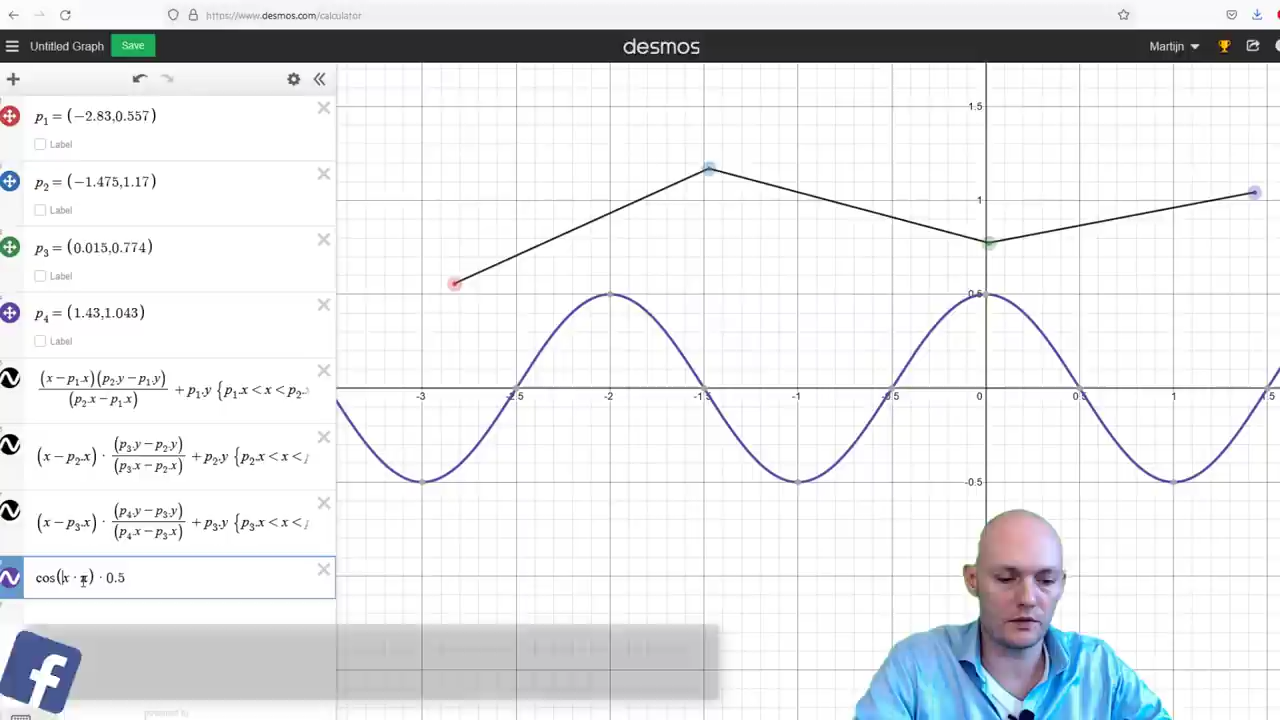 https://www.desmos.com/calculator
Untitled Graph
Save
desmos
Martijn
p₁ = (−2.83,0.557)
Label
p₂ = (−1.475,1.17)
Label
p₃ = (0.015,0.774)
Label
p₄ = (1.43,1.043)
Label
(x−p₁.x)(p₂.y−p₁.y)
(p₂.x−p₁.x)
+ p₁.y {p₁.x < x < p₂.
(x−p₂.x) · (p₃.y−p₂.y)
(p₃.x−p₂.x)
+ p₂.y {p₂.x < x <
(x−p₃.x) · (p₄.y−p₃.y)
(p₄.x−p₃.x)
+ p₃.y {p₃.x < x <
cos(x · π) · 0.5
powered by
1.5
1
0.5
-3
-2.5
-2
-1.5
-1
-0.5
0
0.5
1
1.5
-0.5
f